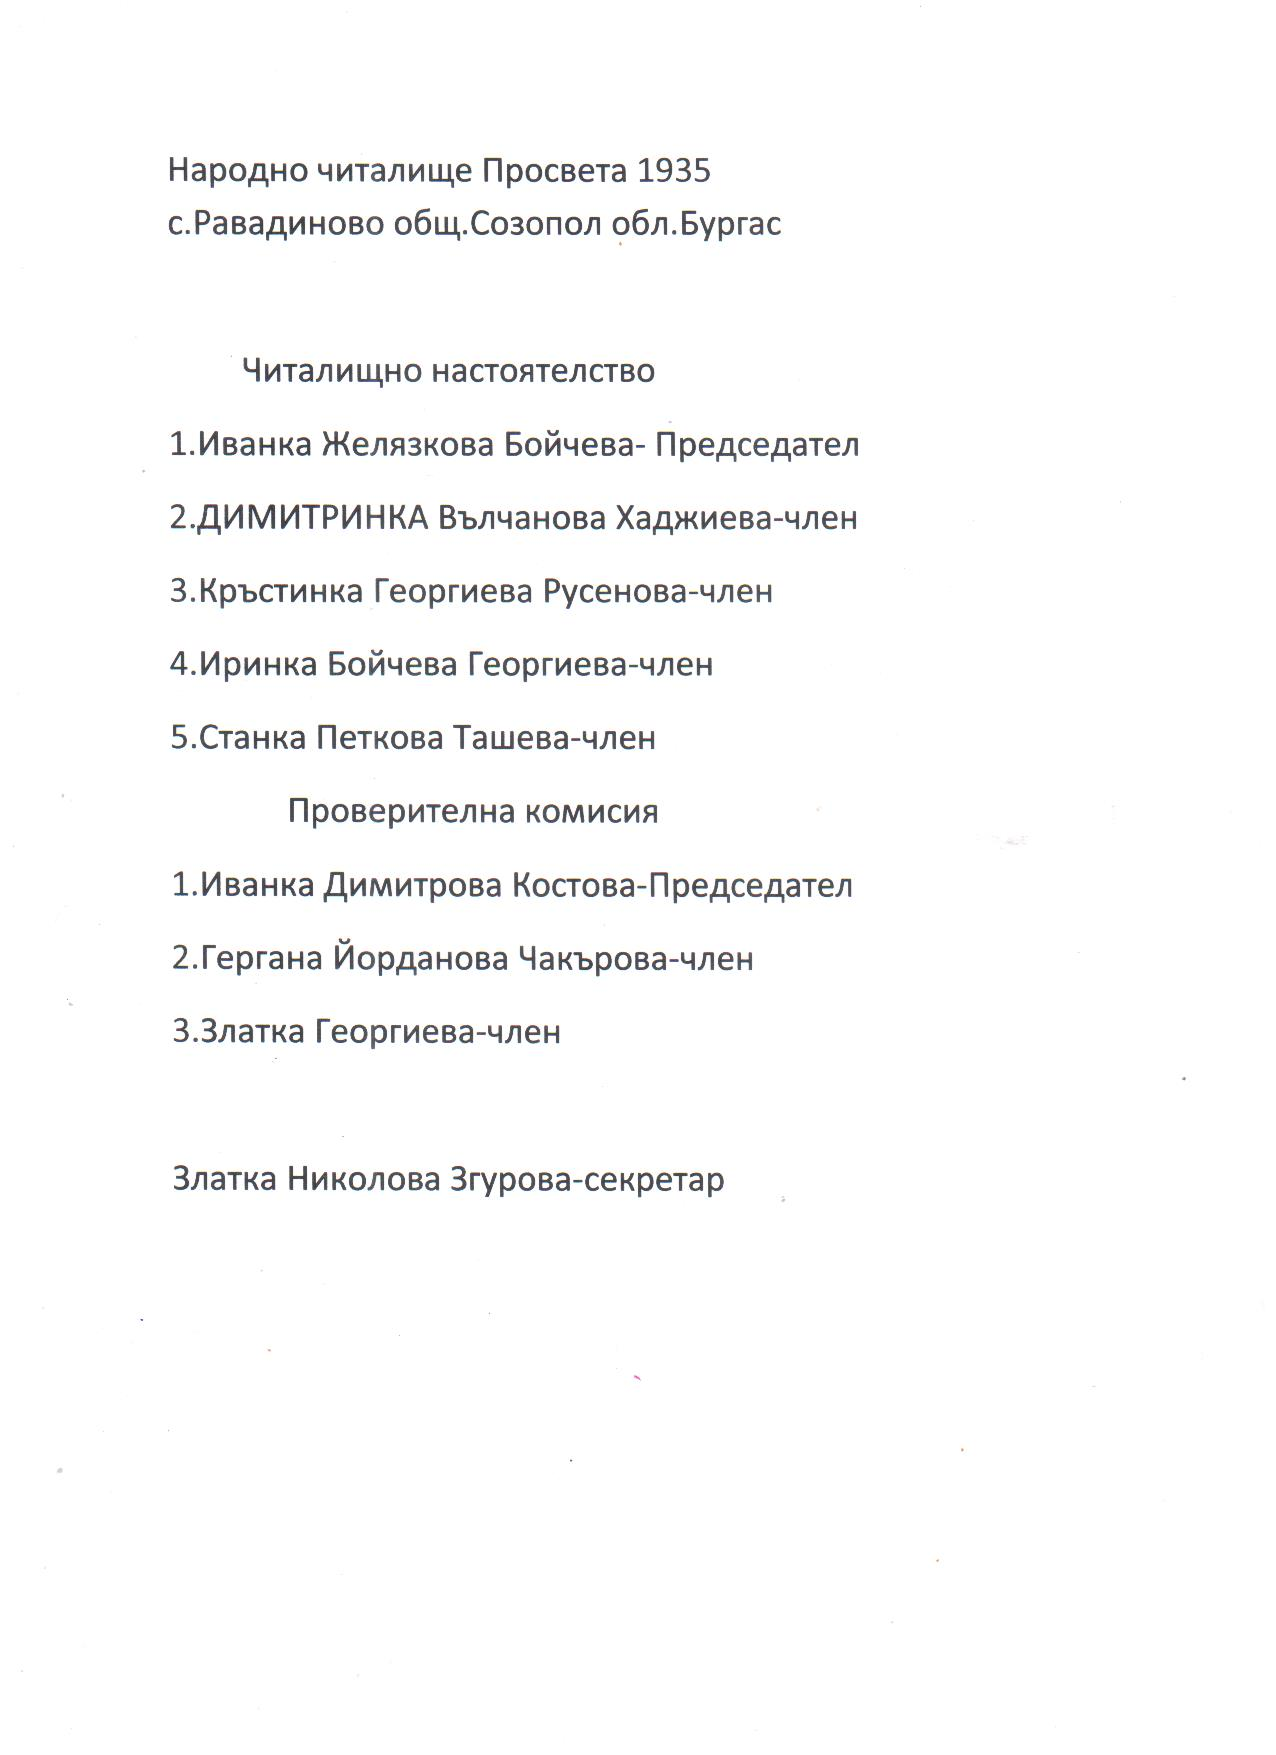 Народно читалище Просвета 1935
с.Равадиново общ.Созопол обл.Бургас
Читалищно настоятелство
1.Иванка Желязкова Бойчева- Председател
2.ДИМИТРИНКА Вълчанова Хаджиева-член
3.Кръстинка Георгиева Русенова-член
4.Иринка Бойчева Георгиева-член
5.Станка Петкова Ташева-член
Проверителна комисия
1.Иванка Димитрова Костова-Председател
2.Гергана Йорданова Чакърова-член
3.Златка Георгиева-член
Златка Николова Згурова-секретар